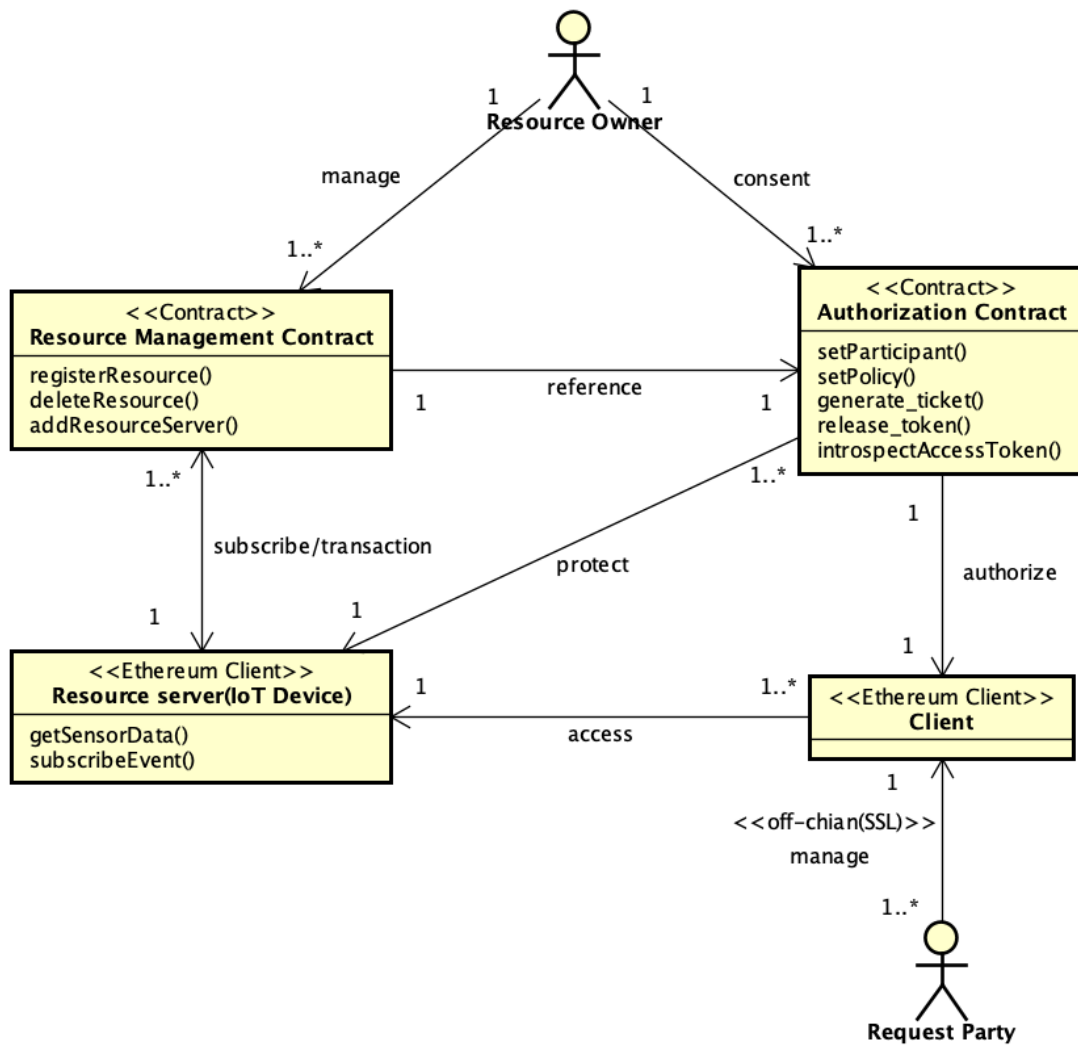 1
1
Resource Owner
manage
consent
1..*
1..*
<<Contract>>
Resource Management Contract
registerResource()
deleteResource()
addResourceServer()
<<Contract>>
Authorization Contract
setParticipant()
setPolicy()
generate_ticket()
release_token()
introspectAccessToken()
reference
1
1
1..*
1..*
1
subscribe/transaction
protect
authorize
1
1
1
<<Ethereum Client>>
Resource server(IoT Device)
getSensorData()
subscribeEvent()
1
1..*
access
<<Ethereum Client>>
Client
1
<<off-chian(SSL)>>
manage
1..*
Request Party